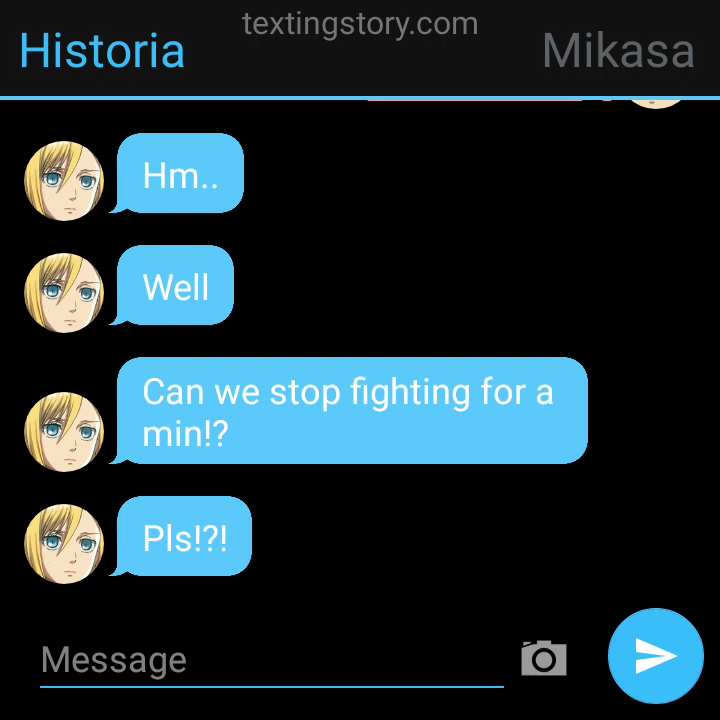 textingstory.com
Historia
Mikasa
Hm..
Well
Can we stop fighting for a
min!?
Pls!?!
Message